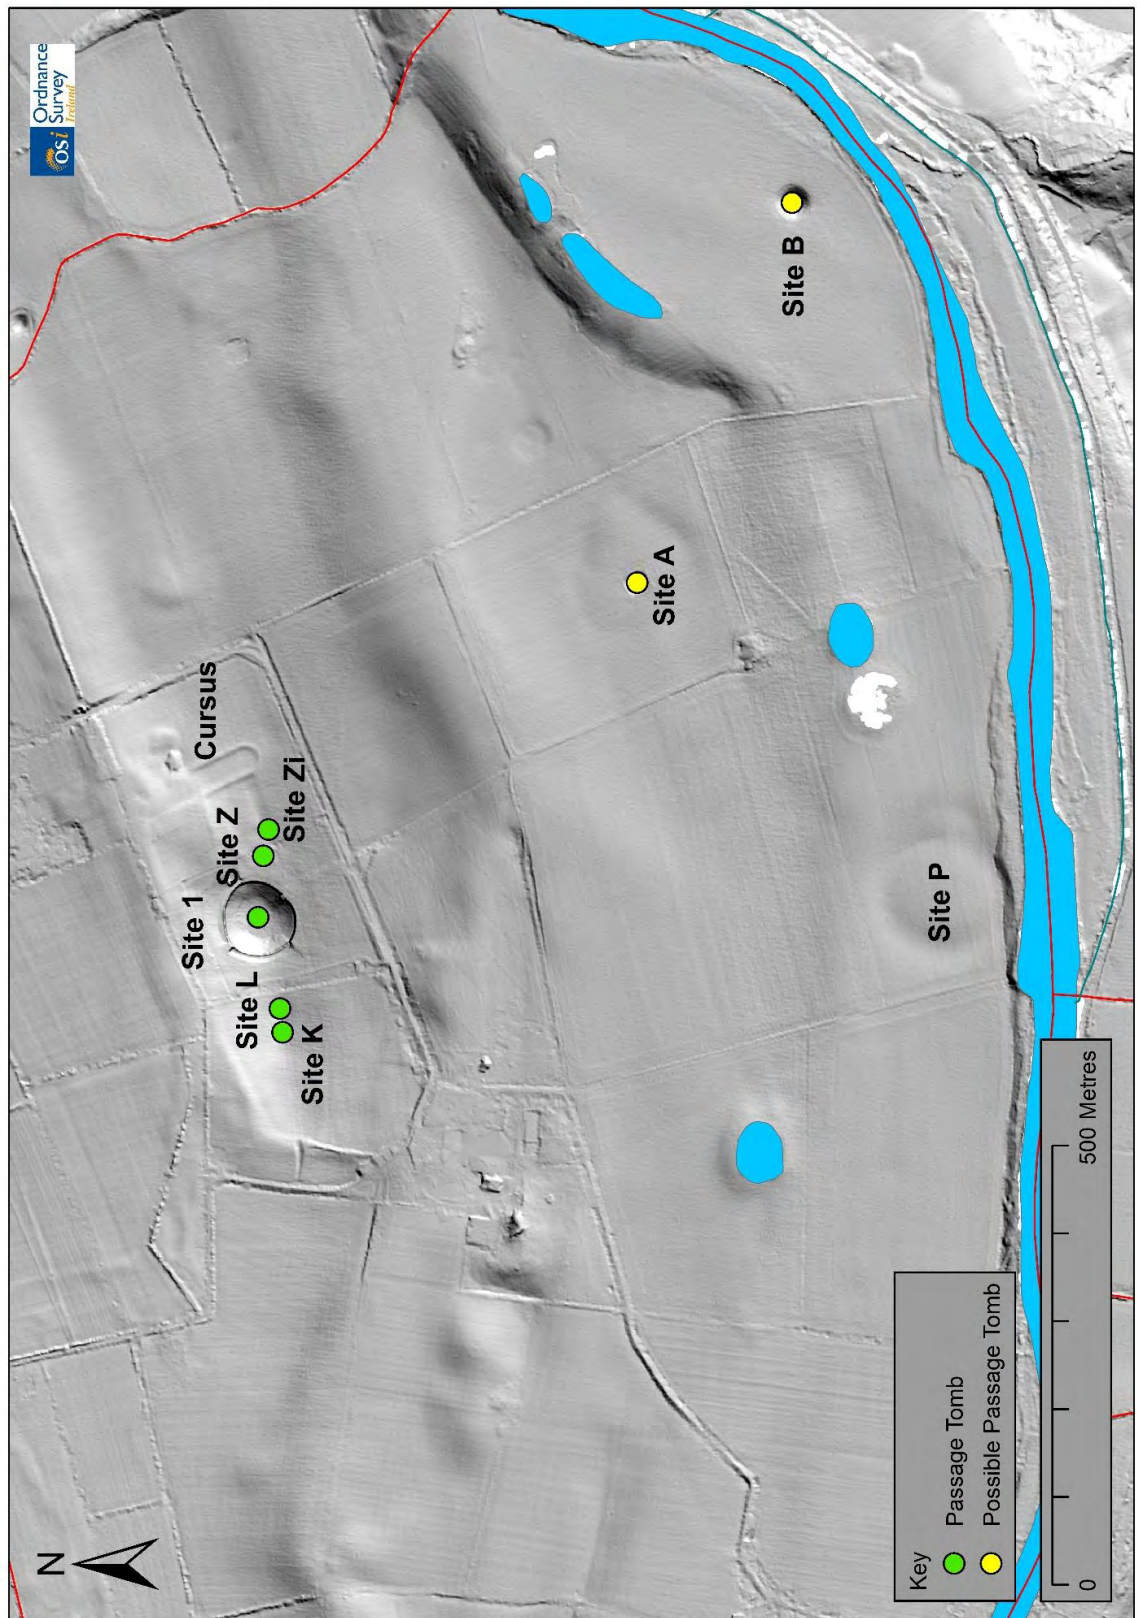 N
OSi Ordnance
Survey
Ireland
Site 1
Site L
Site K
Site Z
Site Zi
Cursus
Site A
Site B
Site P
Key
Passage Tomb
Possible Passage Tomb
0 500 Metres